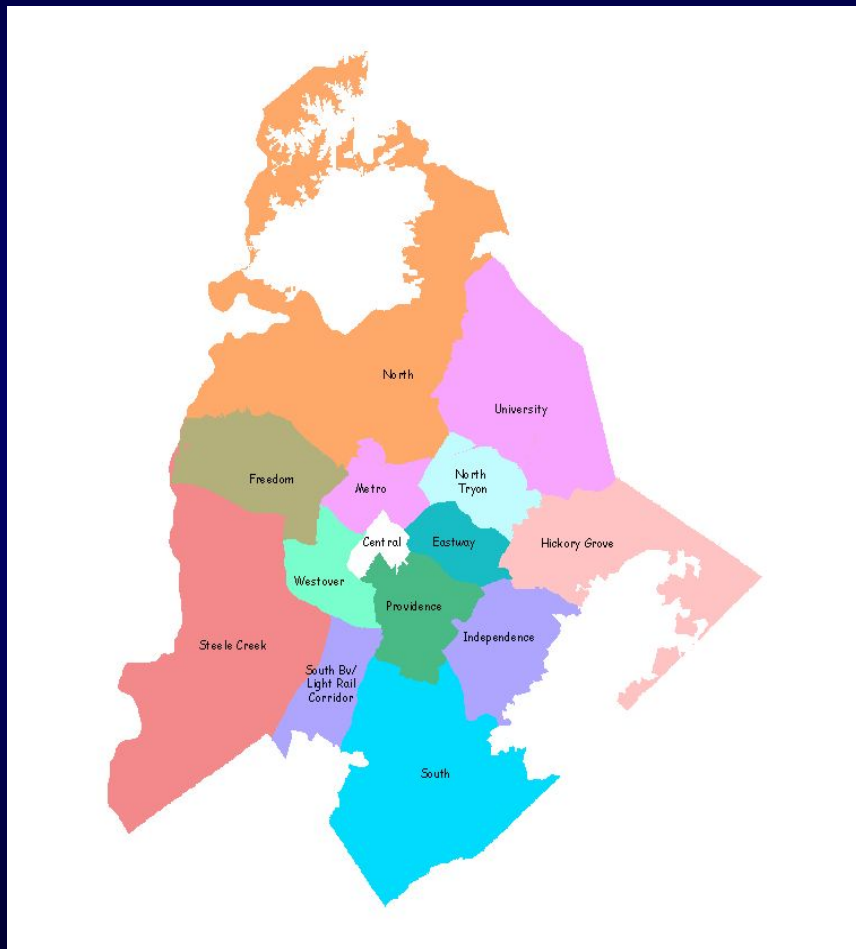 North
University
Freedom
Metro
North
Tryon
Central
Eastway
Hickory Grove
Westover
Providence
Steele Creek
Independence
South Bv/
Light Rail
Corridor
South